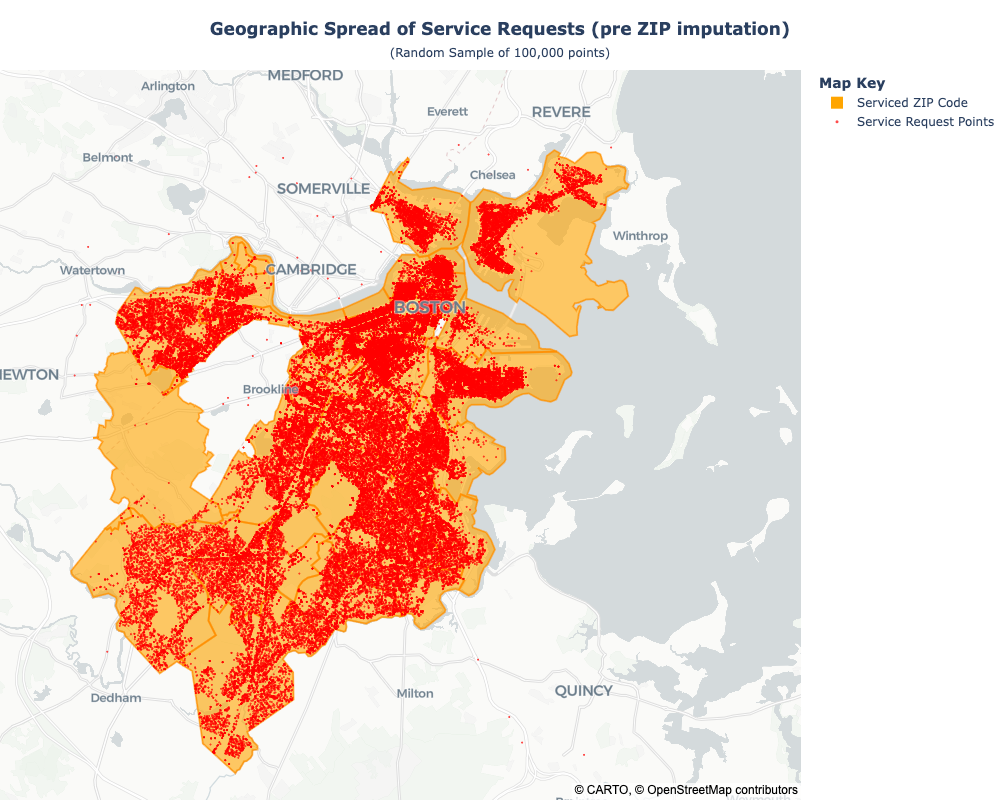 Geographic Spread of Service Requests (pre ZIP imputation)
(Random Sample of 100,000 points)
Map Key
Serviced ZIP Code
Service Request Points
MEDFORD
Arlington
Everett
REVERE
Belmont
Chelsea
SOMERVILLE
Winthrop
Watertown
CAMBRIDGE
BOSTON
EWTON
Brookline
Dedham
Milton
QUINCY
© CARTO, © OpenStreetMap contributors